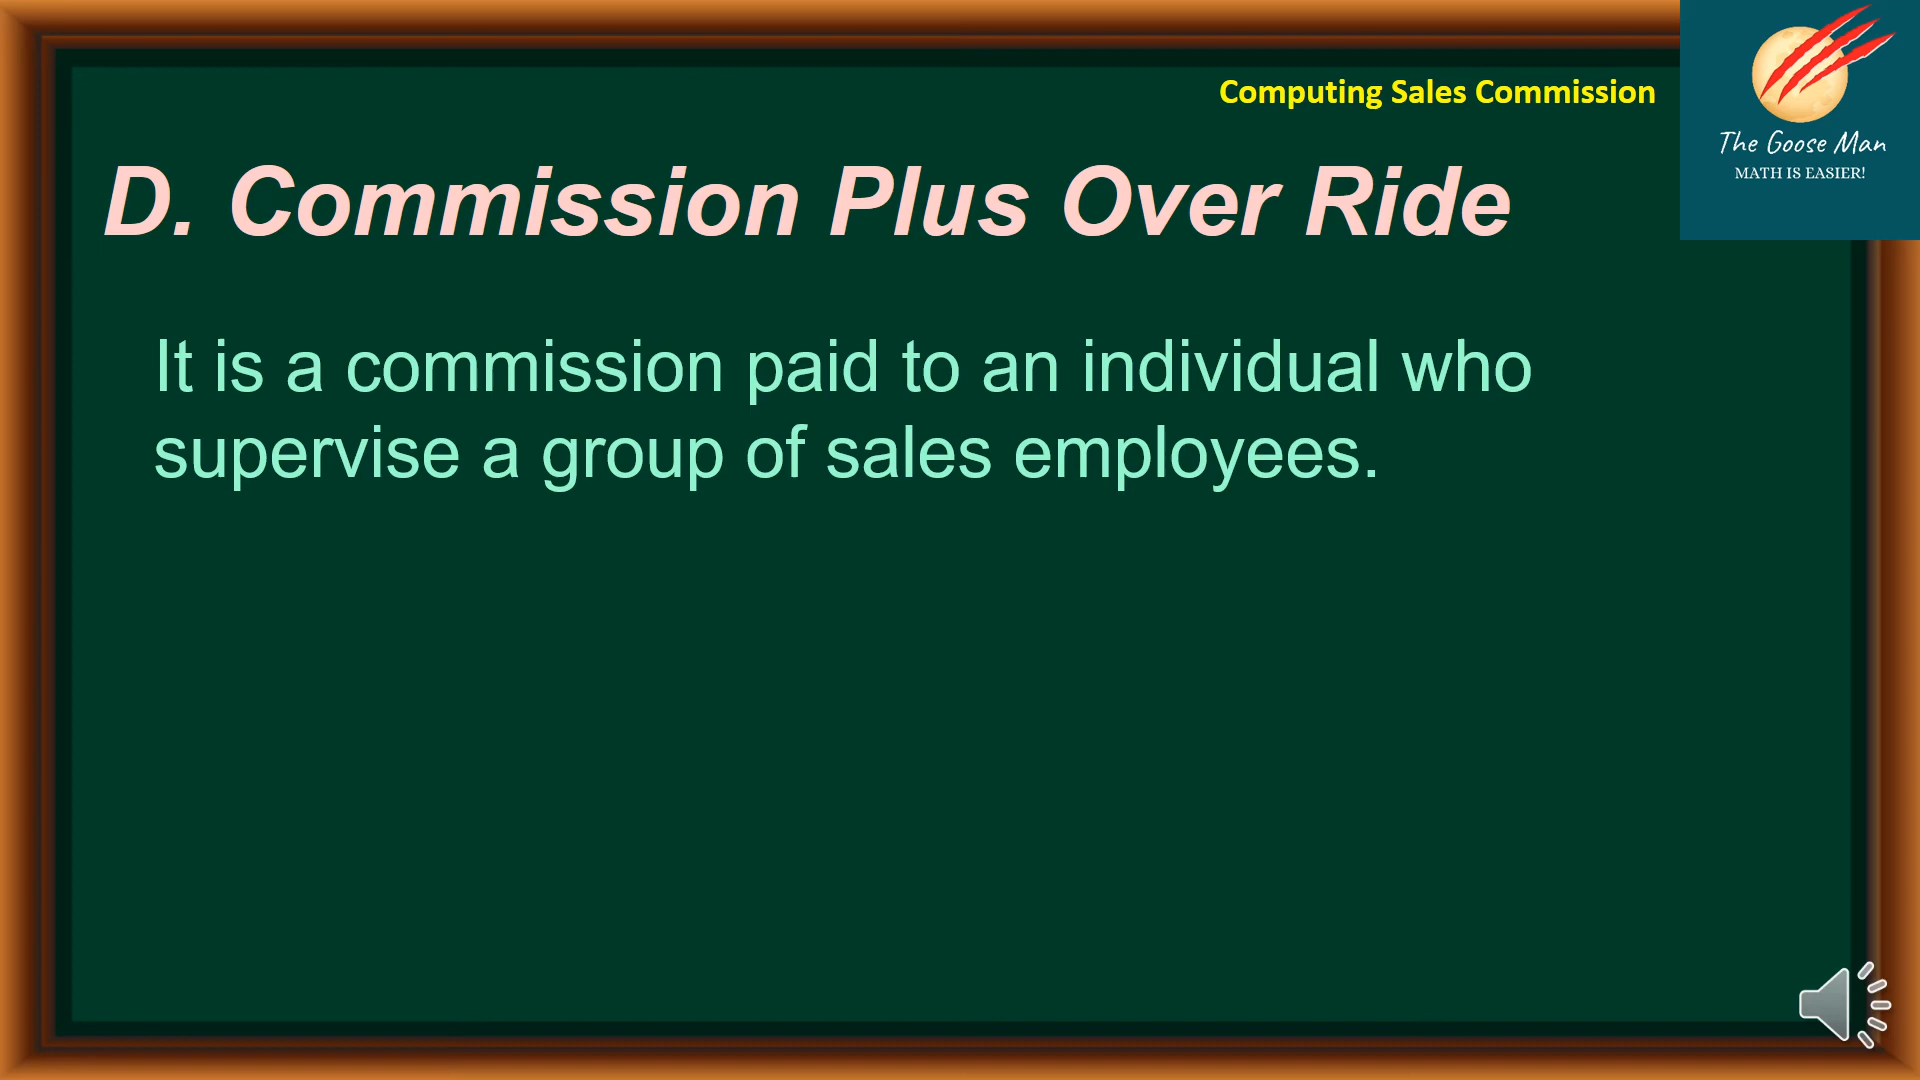 Computing Sales Commission
The Goose Man
MATH IS EASIER!
D. Commission Plus Over Ride
It is a commission paid to an individual who
supervise a group of sales employees.